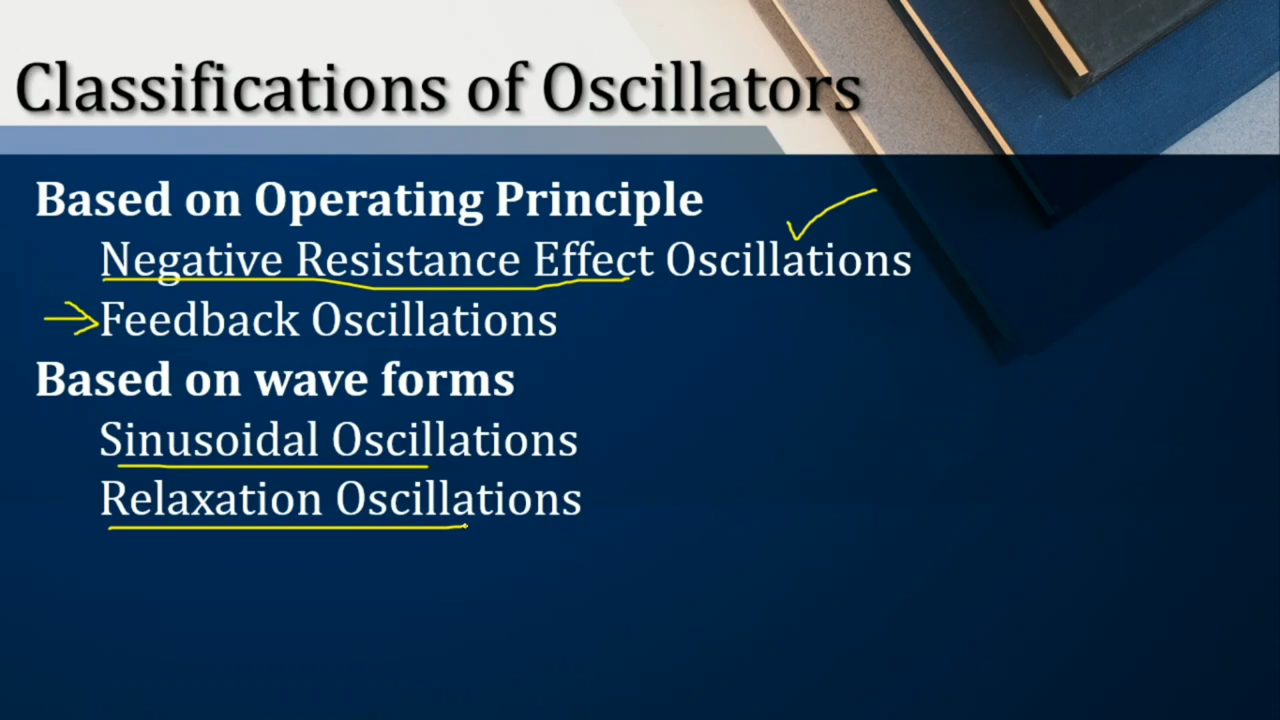 Classifications of Oscillators
Based on Operating Principle
Negative Resistance Effect Oscillations
Feedback Oscillations
Based on wave forms
Sinusoidal Oscillations
Relaxation Oscillations